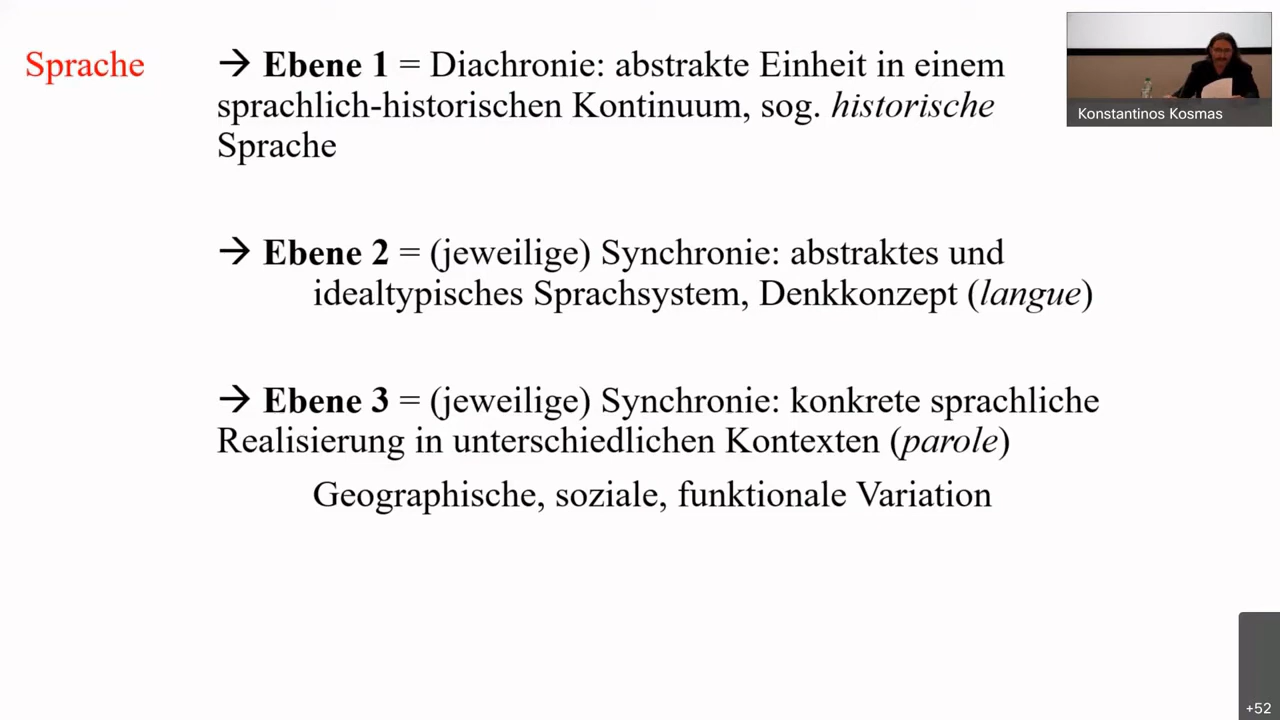 Sprache
→ Ebene 1 = Diachronie: abstrakte Einheit in einem
sprachlich-historischen Kontinuum, sog. historische
Sprache
→ Ebene 2 = (jeweilige) Synchronie: abstraktes und
idealtypisches Sprachsystem, Denkkonzept (langue)
→ Ebene 3 = (jeweilige) Synchronie: konkrete sprachliche
Realisierung in unterschiedlichen Kontexten (parole)
Geographische, soziale, funktionale Variation
Konstantinos Kosmas
+52